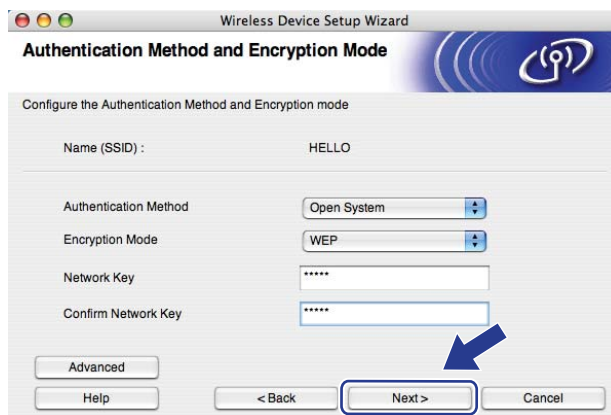 Wireless Device Setup Wizard
Authentication Method and Encryption Mode
Configure the Authentication Method and Encryption mode
Name (SSID) : HELLO
Authentication Method Open System
Encryption Mode WEP
Network Key *****
Confirm Network Key *****
Advanced
Help < Back Next > Cancel